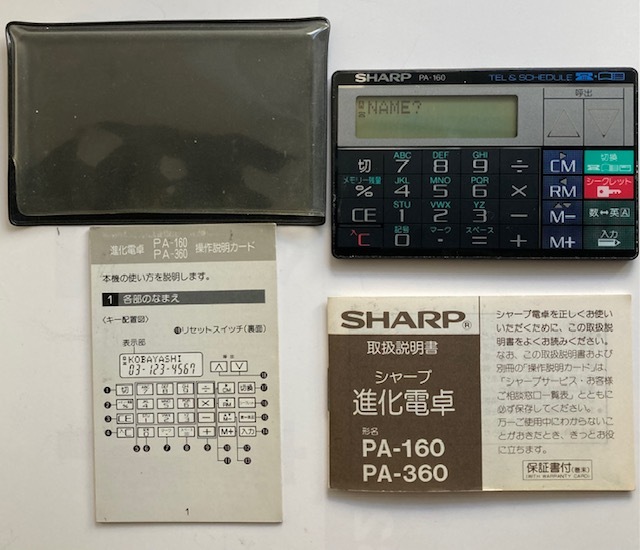 SHARP PA-160 TEL & SCHEDULE
呼出
NAME?
ABC DEF GHI
切 7 8 9 ÷ CM 切換
メモリー残量 JKL MNO PQR シークレット
% 4 5 6 × RM
STU VWX YZ
CE 1 2 3 − M− 数⇔英A
記号 マーク スペース 入力
C 0 · = + M+
進化電卓 PA-160 操作説明カード
PA-360
本機の使い方を説明します。
1 各部のなまえ
〈キー配置図〉
⑱リセットスイッチ(裏面)
表示部
KOBAYASHI
03-123-4567
切換
入力
1
SHARP®
取扱説明書
シャープ
進化電卓
形名
PA-160
PA-360
シャープ電卓を正しくお使い
いただくために、この取扱説
明書をよくお読みください。
なお、この取扱説明書および
別冊の「操作説明カード」は、
「シャープサービス・お客様
ご相談窓口一覧表」とともに
必ず保存してください。
万一ご使用中にわからないこ
とがおきたとき、きっとお役
に立ちます。
保証書付(巻末)
(WITH WARRANTY CARD)